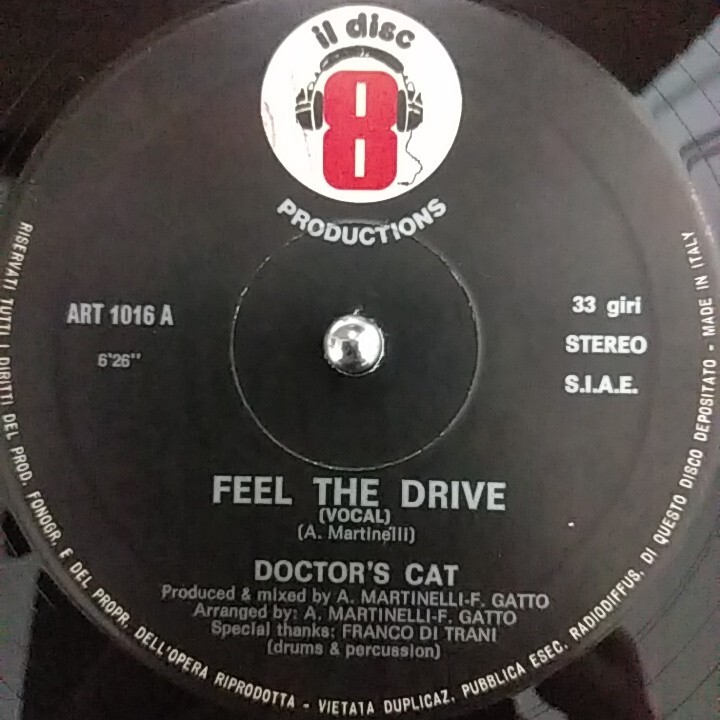 il disc
8
PRODUCTIONS
ART 1016 A
6'26"
33 giri
STEREO
S.I.A.E.
FEEL THE DRIVE
(VOCAL)
(A. Martinelli)
DOCTOR'S CAT
Produced & mixed by A. MARTINELLI-F. GATTO
Arranged by: A. MARTINELLI-F. GATTO
Special thanks: FRANCO DI TRANI
(drums & percussion)
RISERVATI TUTTI I DIRITTI DEL PROD. FONOGR. E DEL PROPR. DELL'OPERA RIPRODOTTA - VIETATA DUPLICAZ. PUBBLICA ESEC. RADIODIFFUS. DI QUESTO DISCO DEPOSITATO - MADE IN ITALY